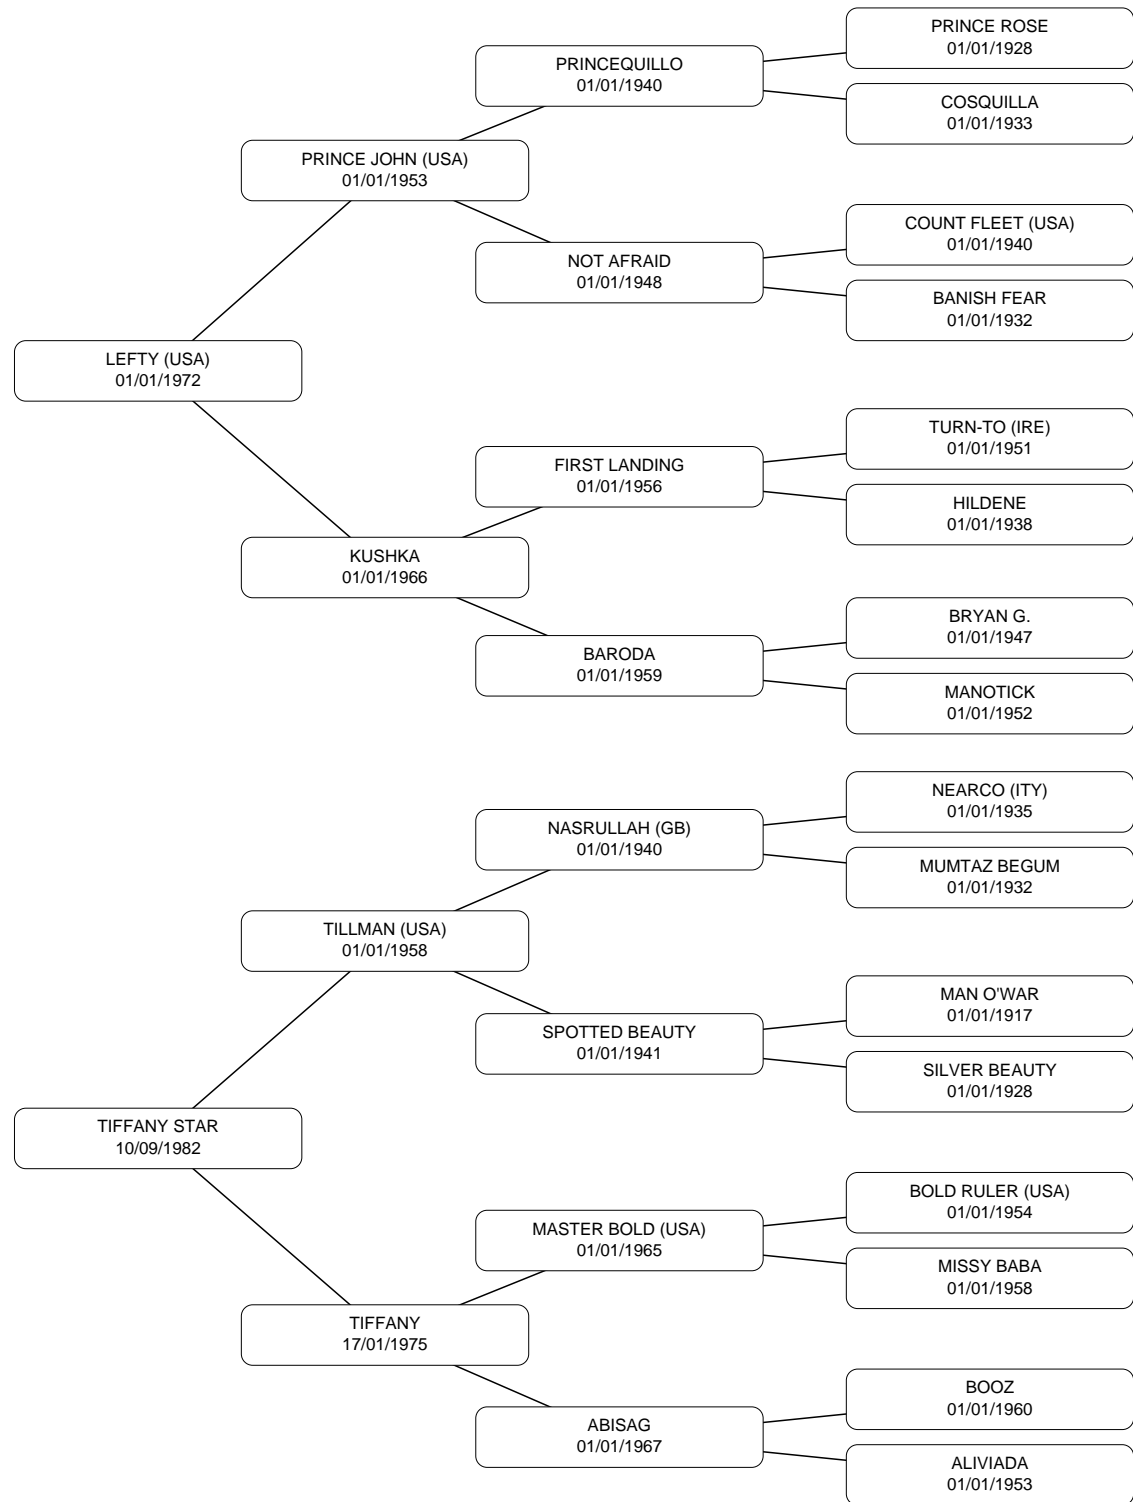 PRINCE ROSE
01/01/1928
PRINCEQUILLO
01/01/1940
COSQUILLA
01/01/1933
PRINCE JOHN (USA)
01/01/1953
COUNT FLEET (USA)
01/01/1940
NOT AFRAID
01/01/1948
BANISH FEAR
01/01/1932
LEFTY (USA)
01/01/1972
TURN-TO (IRE)
01/01/1951
FIRST LANDING
01/01/1956
HILDENE
01/01/1938
KUSHKA
01/01/1966
BRYAN G.
01/01/1947
BARODA
01/01/1959
MANOTICK
01/01/1952
NEARCO (ITY)
01/01/1935
NASRULLAH (GB)
01/01/1940
MUMTAZ BEGUM
01/01/1932
TILLMAN (USA)
01/01/1958
MAN O'WAR
01/01/1917
SPOTTED BEAUTY
01/01/1941
SILVER BEAUTY
01/01/1928
TIFFANY STAR
10/09/1982
BOLD RULER (USA)
01/01/1954
MASTER BOLD (USA)
01/01/1965
MISSY BABA
01/01/1958
TIFFANY
17/01/1975
BOOZ
01/01/1960
ABISAG
01/01/1967
ALIVIADA
01/01/1953